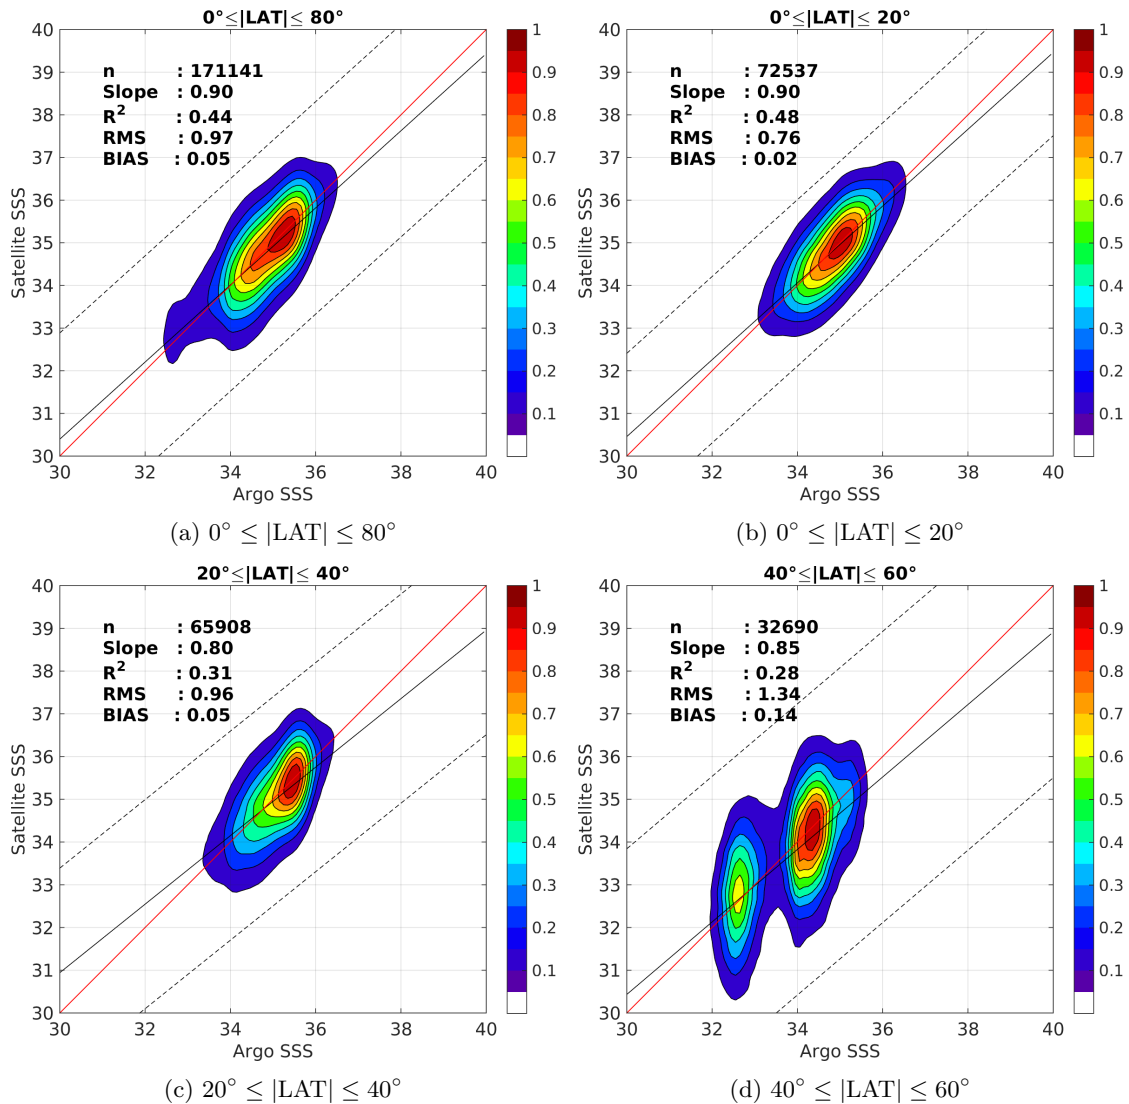 0°≤|LAT|≤ 80°
n : 171141
Slope : 0.90
R² : 0.44
RMS : 0.97
BIAS : 0.05
Satellite SSS
40
39
38
37
36
35
34
33
32
31
30
30 32 34 36 38 40
Argo SSS
1
0.9
0.8
0.7
0.6
0.5
0.4
0.3
0.2
0.1
(a) 0° ≤ |LAT| ≤ 80°
0°≤|LAT|≤ 20°
n : 72537
Slope : 0.90
R² : 0.48
RMS : 0.76
BIAS : 0.02
Satellite SSS
40
39
38
37
36
35
34
33
32
31
30
30 32 34 36 38 40
Argo SSS
1
0.9
0.8
0.7
0.6
0.5
0.4
0.3
0.2
0.1
(b) 0° ≤ |LAT| ≤ 20°
20°≤|LAT|≤ 40°
n : 65908
Slope : 0.80
R² : 0.31
RMS : 0.96
BIAS : 0.05
Satellite SSS
40
39
38
37
36
35
34
33
32
31
30
30 32 34 36 38 40
Argo SSS
1
0.9
0.8
0.7
0.6
0.5
0.4
0.3
0.2
0.1
(c) 20° ≤ |LAT| ≤ 40°
40°≤|LAT|≤ 60°
n : 32690
Slope : 0.85
R² : 0.28
RMS : 1.34
BIAS : 0.14
Satellite SSS
40
39
38
37
36
35
34
33
32
31
30
30 32 34 36 38 40
Argo SSS
1
0.9
0.8
0.7
0.6
0.5
0.4
0.3
0.2
0.1
(d) 40° ≤ |LAT| ≤ 60°